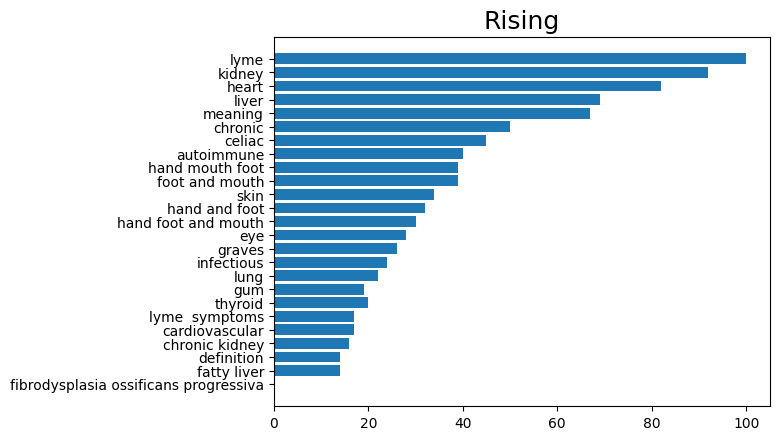 Rising
lyme
kidney
heart
liver
meaning
chronic
celiac
autoimmune
hand mouth foot
foot and mouth
skin
hand and foot
hand foot and mouth
eye
graves
infectious
lung
gum
thyroid
lyme  symptoms
cardiovascular
chronic kidney
definition
fatty liver
fibrodysplasia ossificans progressiva
0 20 40 60 80 100